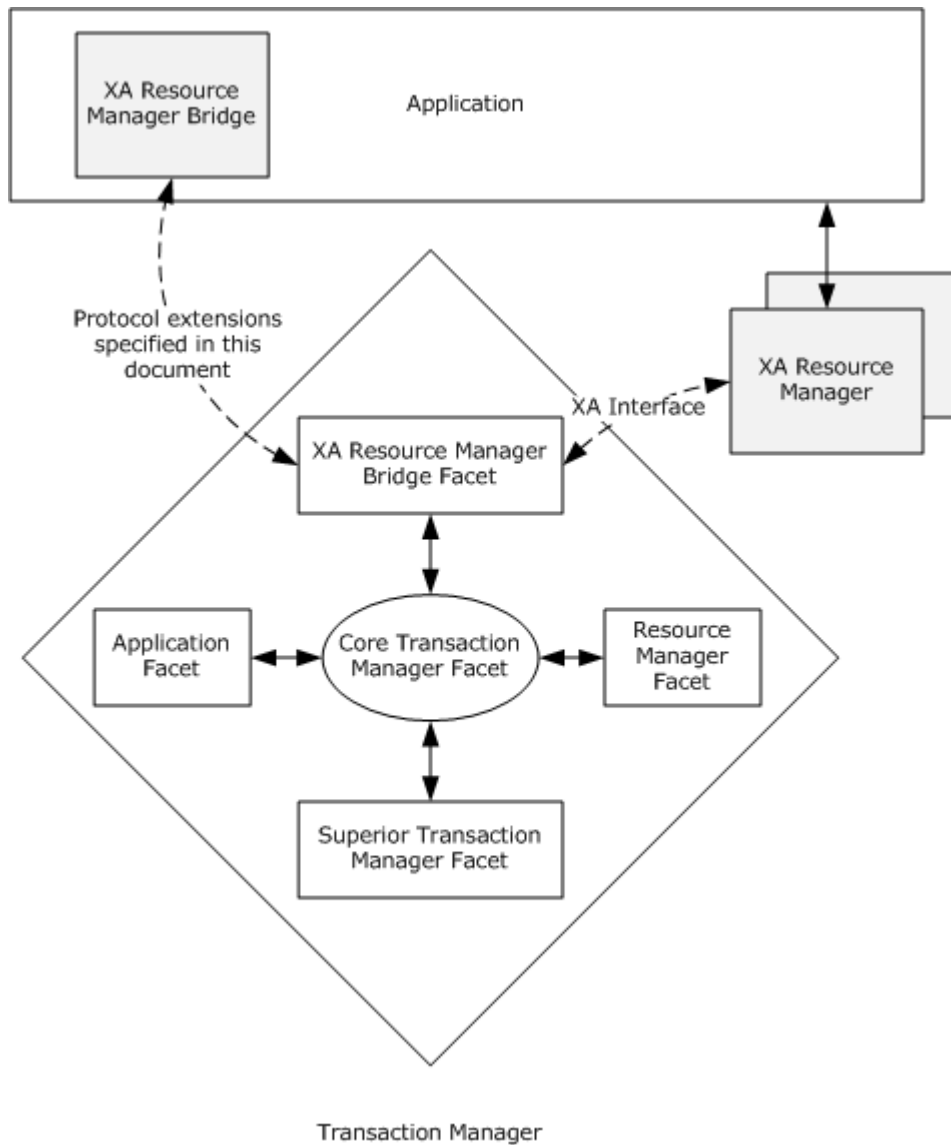 XA Resource
Manager Bridge
Application
Protocol extensions
specified in this
document
XA Interface
XA Resource
Manager
XA Resource Manager
Bridge Facet
Application
Facet
Core Transaction
Manager Facet
Resource
Manager
Facet
Superior Transaction
Manager Facet
Transaction Manager